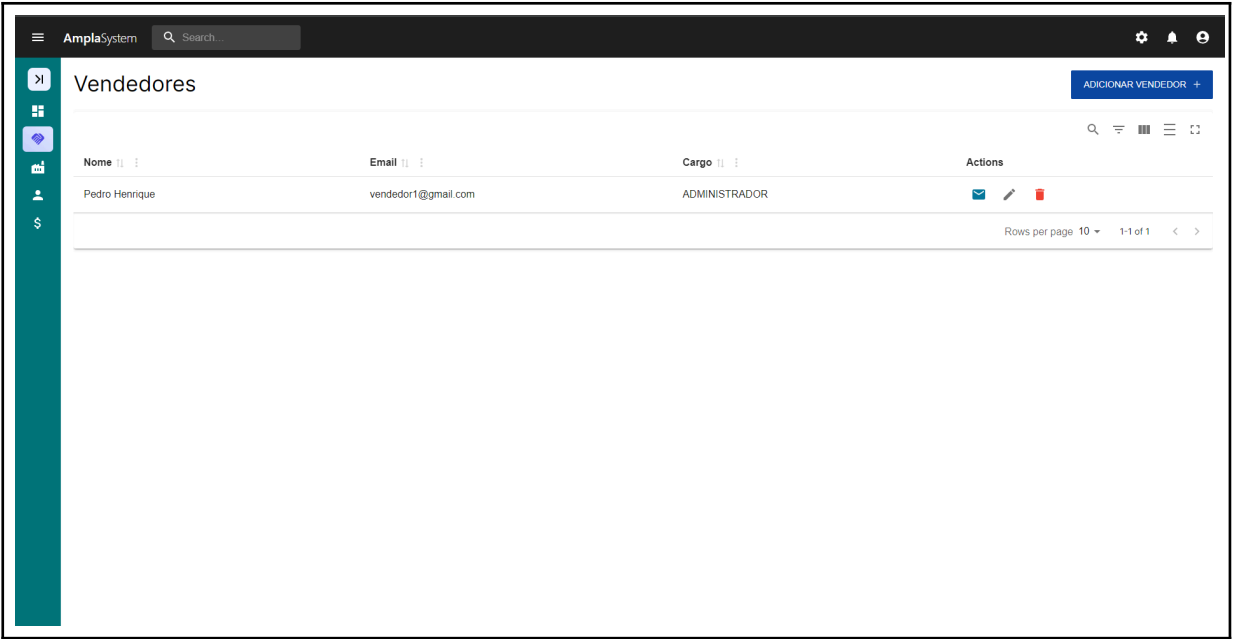 AmplaSystem Search...
Vendedores ADICIONAR VENDEDOR +
Nome Email Cargo Actions
Pedro Henrique vendedor1@gmail.com ADMINISTRADOR
Rows per page 10 1-1 of 1